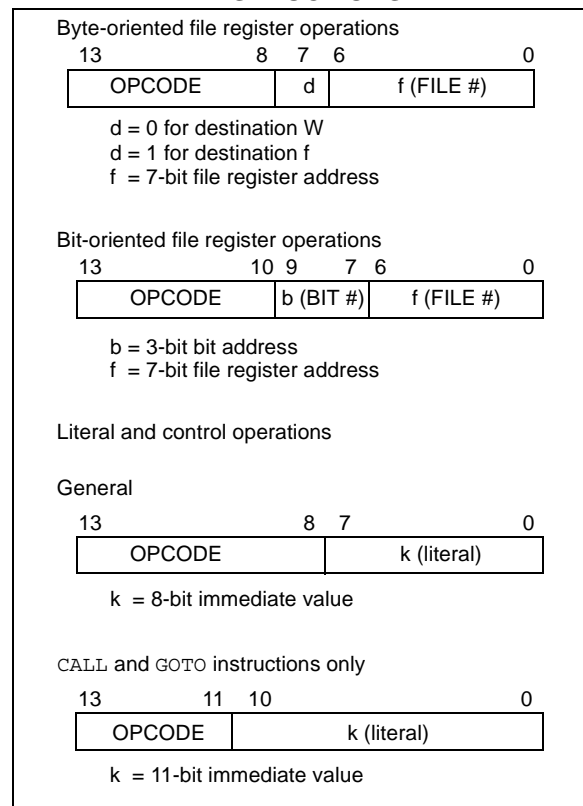 Byte-oriented file register operations
13 8 7 6 0
OPCODE d f (FILE #)
d = 0 for destination W
d = 1 for destination f
f = 7-bit file register address
Bit-oriented file register operations
13 10 9 7 6 0
OPCODE b (BIT #) f (FILE #)
b = 3-bit bit address
f = 7-bit file register address
Literal and control operations
General
13 8 7 0
OPCODE k (literal)
k = 8-bit immediate value
CALL and GOTO instructions only
13 11 10 0
OPCODE k (literal)
k = 11-bit immediate value